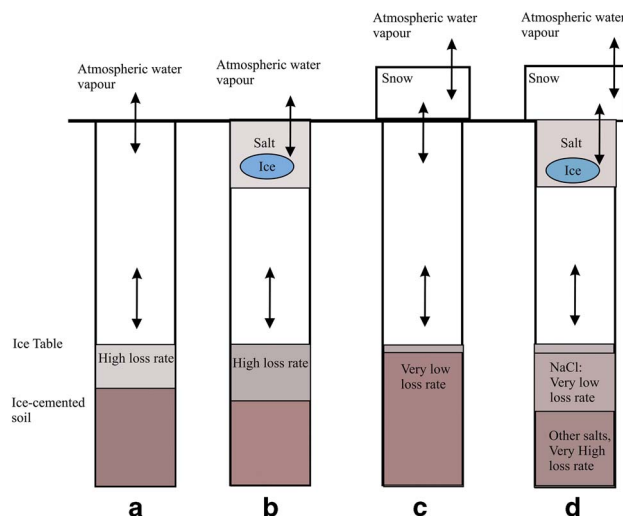 Atmospheric water
vapour
Atmospheric water
vapour
Atmospheric water
vapour
Atmospheric water
vapour
Snow
Snow
Salt
Ice
Salt
Ice
Ice Table
High loss rate
High loss rate
Very low
loss rate
NaCl:
Very low
loss rate
Ice-cemented
soil
Other salts,
Very High
loss rate
a
b
c
d